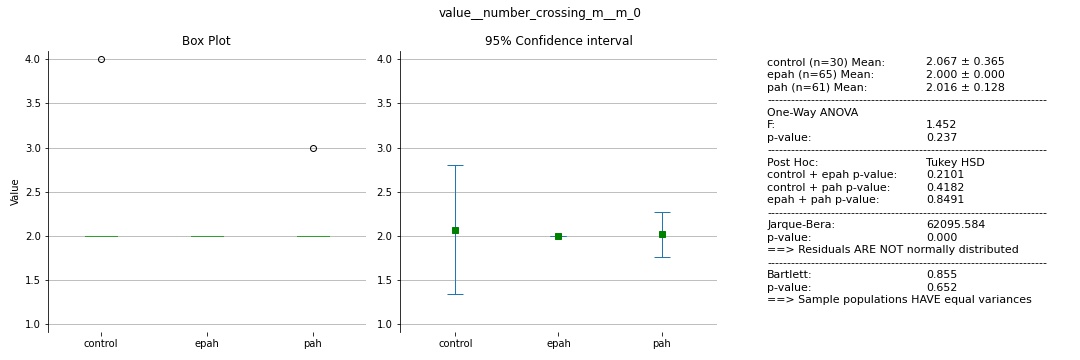 value__number_crossing_m__m_0
Box Plot
4.0
3.5
3.0
2.5
2.0
1.5
1.0
Value
control
epah
pah
95% Confidence interval
4.0
3.5
3.0
2.5
2.0
1.5
1.0
control
epah
pah
control (n=30) Mean: 2.067 ± 0.365
epah (n=65) Mean: 2.000 ± 0.000
pah (n=61) Mean: 2.016 ± 0.128
One-Way ANOVA
F: 1.452
p-value: 0.237
Post Hoc: Tukey HSD
control + epah p-value: 0.2101
control + pah p-value: 0.4182
epah + pah p-value: 0.8491
Jarque-Bera: 62095.584
p-value: 0.000
==> Residuals ARE NOT normally distributed
Bartlett: 0.855
p-value: 0.652
==> Sample populations HAVE equal variances